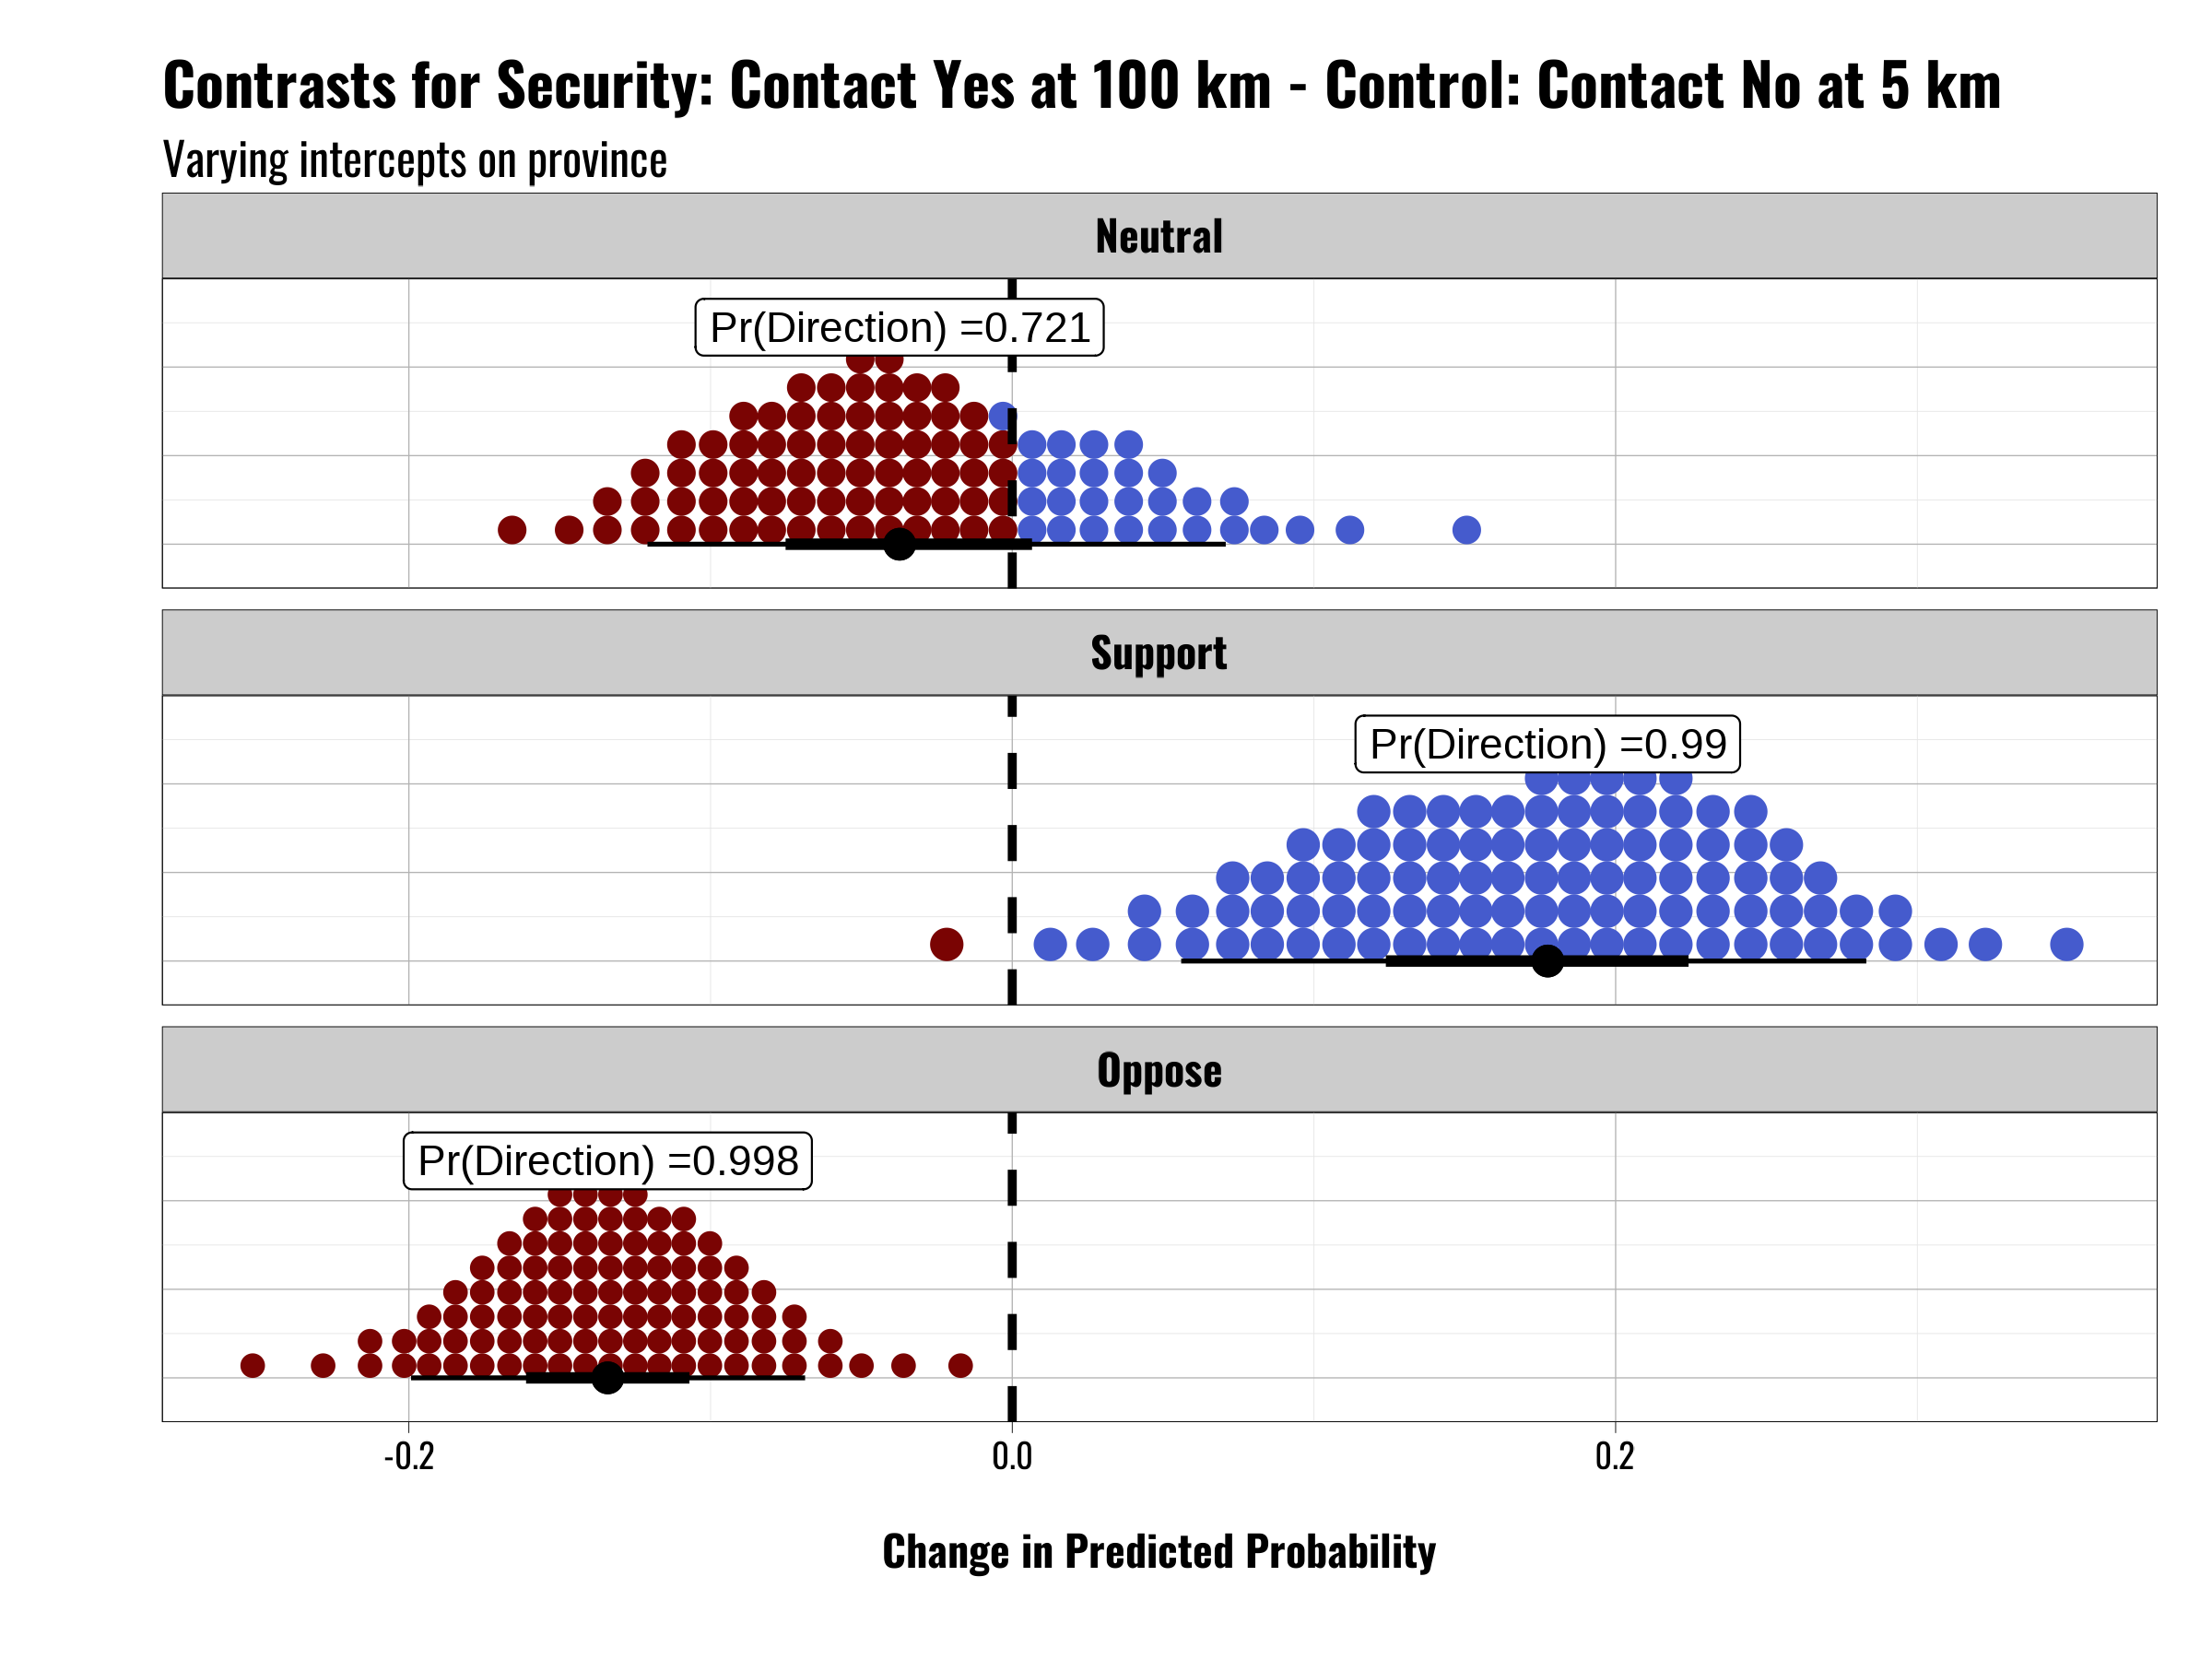 Contrasts for Security: Contact Yes at 100 km - Control: Contact No at 5 km
Varying intercepts on province
Neutral
Pr(Direction) =0.721
Support
Pr(Direction) =0.99
Oppose
Pr(Direction) =0.998
-0.2
0.0
0.2
Change in Predicted Probability